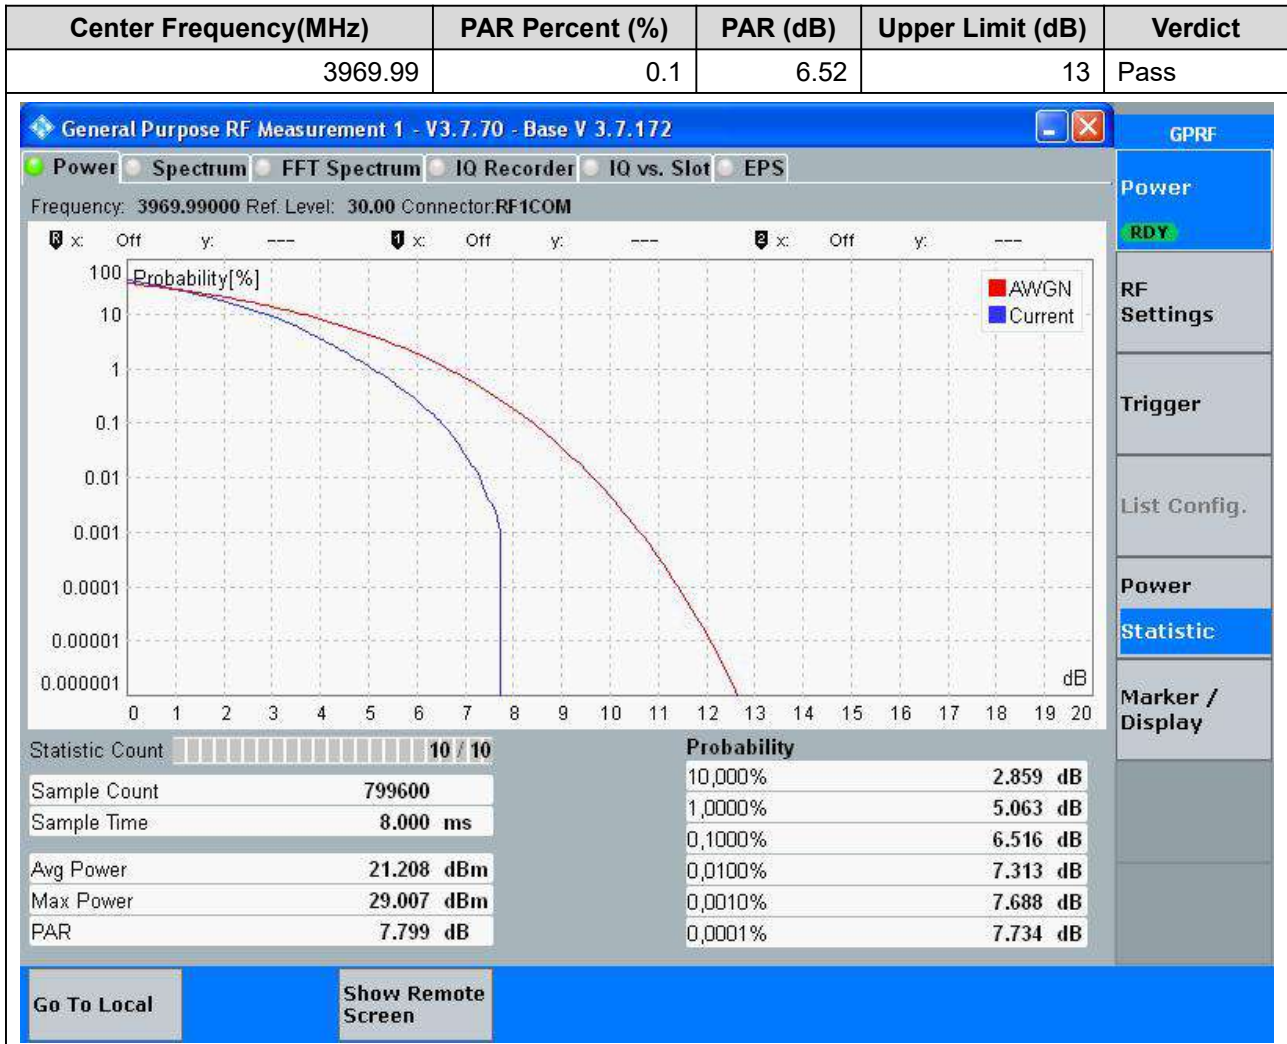 Center Frequency(MHz) PAR Percent (%) PAR (dB) Upper Limit (dB) Verdict
3969.99 0.1 6.52 13 Pass
General Purpose RF Measurement 1 - V3.7.70 - Base V 3.7.172
GPRF
Power Spectrum FFT Spectrum IQ Recorder IQ vs. Slot EPS
Frequency: 3969.99000 Ref. Level: 30.00 Connector:RF1COM
R x: Off y: --- 1 x: Off y: --- 2 x: Off y: ---
Probability[%]
AWGN
Current
100
10
1
0.1
0.01
0.001
0.0001
0.00001
0.000001
dB
0 1 2 3 4 5 6 7 8 9 10 11 12 13 14 15 16 17 18 19 20
Statistic Count 10 / 10
Sample Count 799600
Sample Time 8.000 ms
Avg Power 21.208 dBm
Max Power 29.007 dBm
PAR 7.799 dB
Probability
10,000% 2.859 dB
1,0000% 5.063 dB
0,1000% 6.516 dB
0,0100% 7.313 dB
0,0010% 7.688 dB
0,0001% 7.734 dB
Power
RDY
RF
Settings
Trigger
List Config.
Power
Statistic
Marker /
Display
Go To Local
Show Remote
Screen